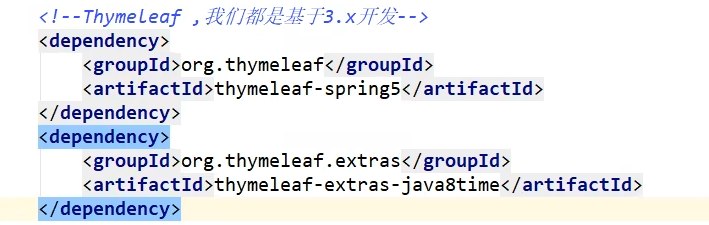 <!--Thymeleaf ,我们都是基于3.x开发-->
<dependency>
    <groupId>org.thymeleaf</groupId>
    <artifactId>thymeleaf-spring5</artifactId>
</dependency>
<dependency>
    <groupId>org.thymeleaf.extras</groupId>
    <artifactId>thymeleaf-extras-java8time</artifactId>
</dependency>